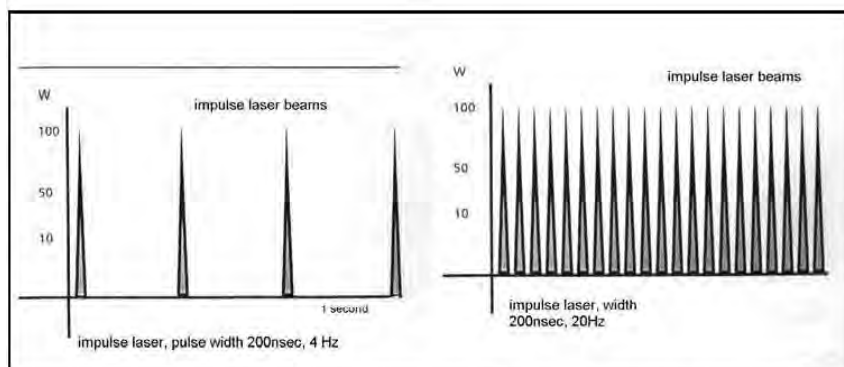 W
impulse laser beams
100
50
10
1 second
impulse laser, pulse width 200nsec, 4 Hz
W
impulse laser beams
100
50
10
impulse laser, width
200nsec, 20Hz